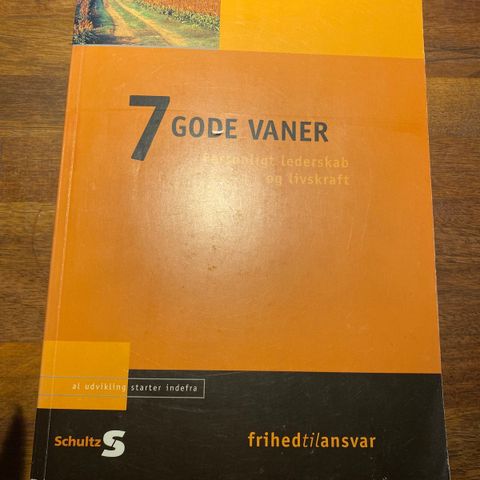 7 GODE VANER
Personligt lederskab
og livskraft
al udvikling starter indefra
Schultz
frihedtilansvar